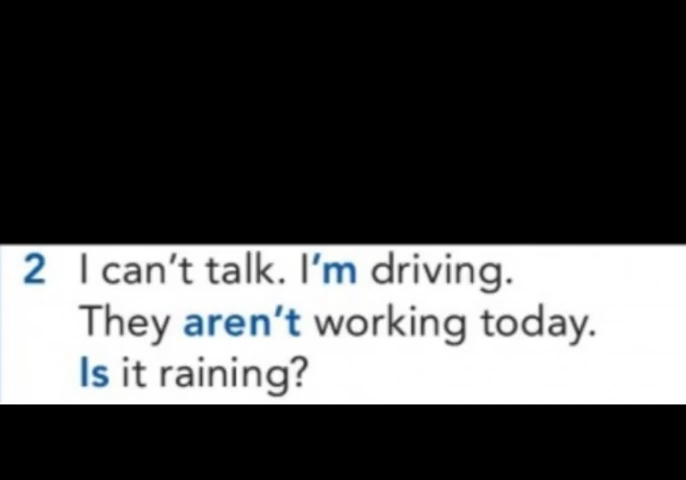 2 I can't talk. I'm driving.
They aren't working today.
Is it raining?